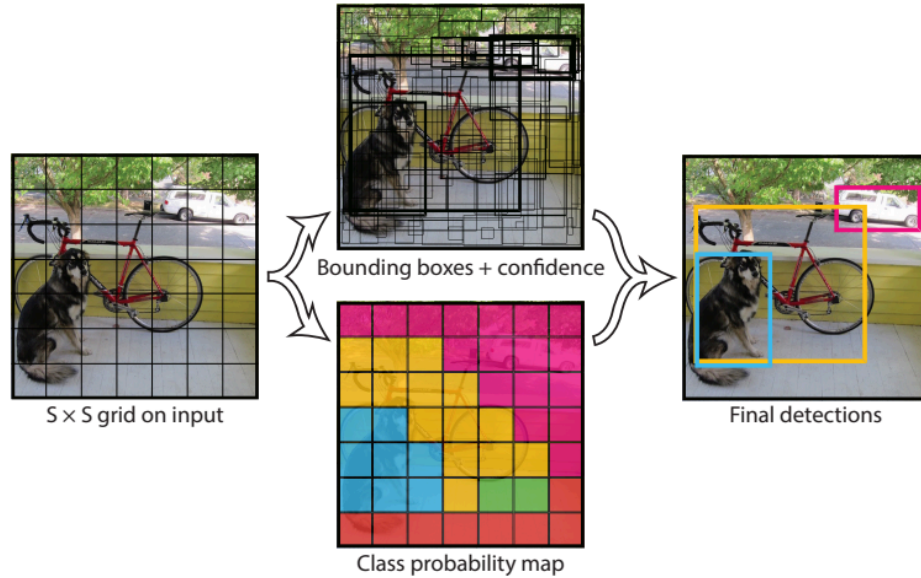 Bounding boxes + confidence
S × S grid on input
Final detections
Class probability map